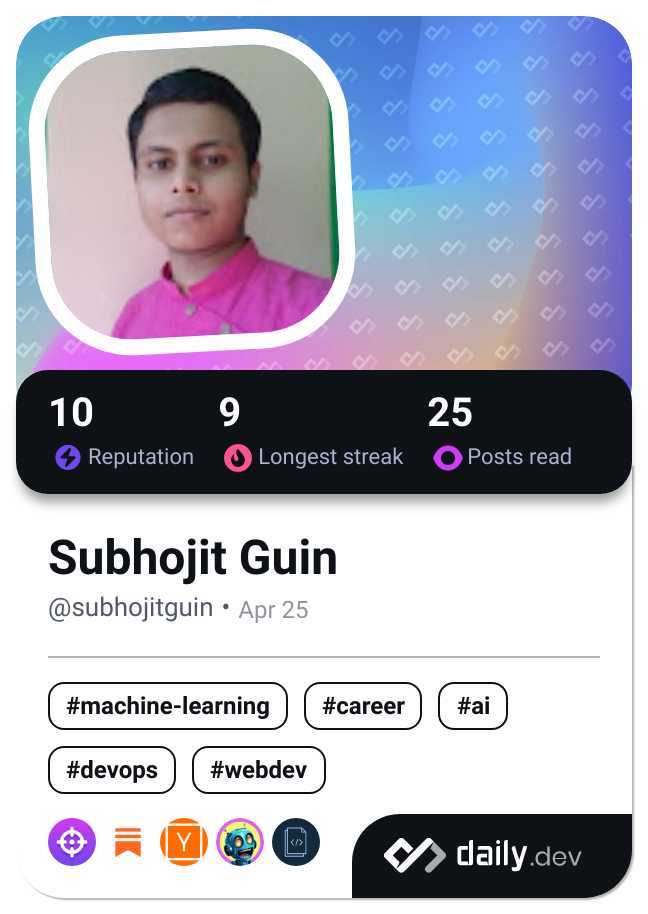 10 9 25
Reputation Longest streak Posts read
Subhojit Guin
@subhojitguin • Apr 25
#machine-learning #career #ai
#devops #webdev
Y </>
daily.dev